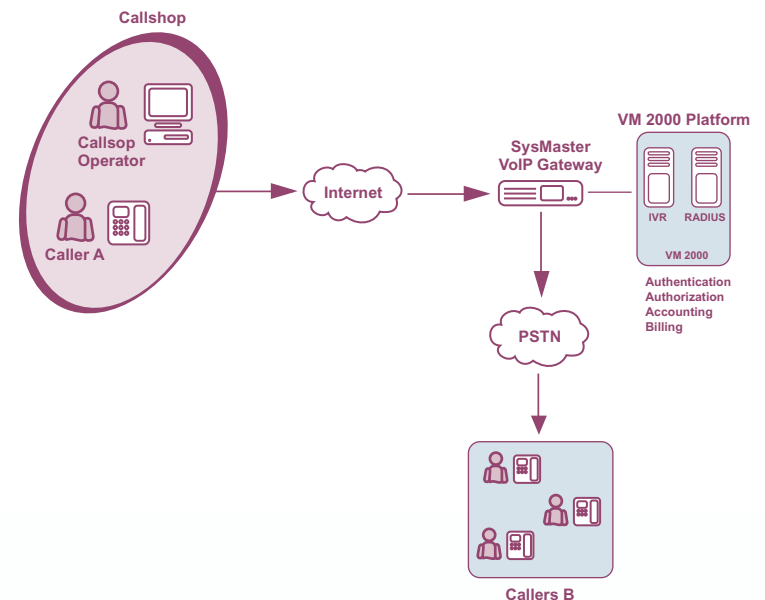 Callshop
Callsop
Operator
Caller A
Internet
SysMaster
VoIP Gateway
VM 2000 Platform
IVR
RADIUS
VM 2000
Authentication
Authorization
Accounting
Billing
PSTN
Callers B